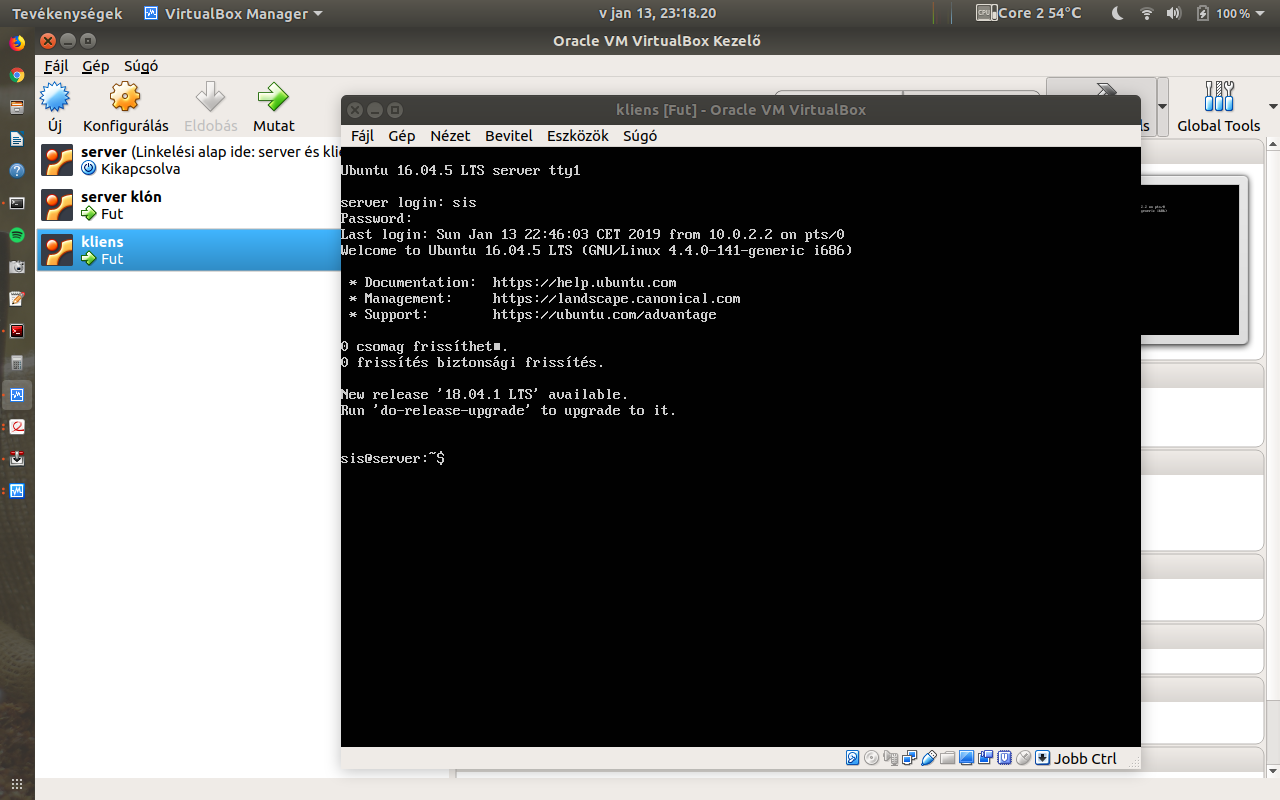 Tevékenységek VirtualBox Manager v jan 13, 23:18.20 Core 2 54°C 100 %
Oracle VM VirtualBox Kezelő
Fájl Gép Súgó
Új Konfigurálás Eldobás Mutat Global Tools
kliens [Fut] - Oracle VM VirtualBox
Fájl Gép Nézet Bevitel Eszközök Súgó
server (Linkelési alap ide: server és kli
Kikapcsolva
server klón
Fut
kliens
Fut
Ubuntu 16.04.5 LTS server tty1
server login: sis
Password:
Last login: Sun Jan 13 22:46:03 CET 2019 from 10.0.2.2 on pts/0
Welcome to Ubuntu 16.04.5 LTS (GNU/Linux 4.4.0-141-generic i686)
* Documentation: https://help.ubuntu.com
* Management: https://landscape.canonical.com
* Support: https://ubuntu.com/advantage
0 csomag frissíthet■.
0 frissítés biztonsági frissítés.
New release '18.04.1 LTS' available.
Run 'do-release-upgrade' to upgrade to it.
sis@server:~$
Jobb Ctrl